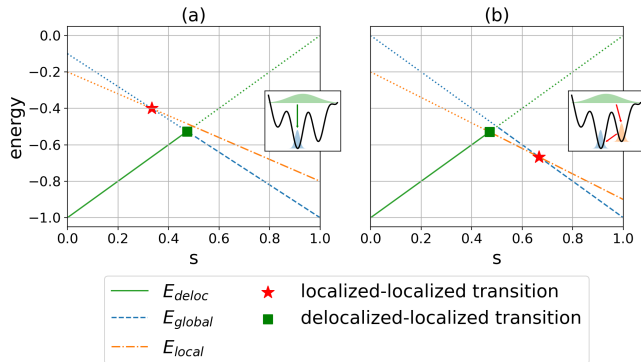 (a)
(b)
energy
0.0
−0.2
−0.4
−0.6
−0.8
−1.0
0.0 0.2 0.4 0.6 0.8 1.0
s
0.0 0.2 0.4 0.6 0.8 1.0
s
E_deloc
E_global
E_local
localized-localized transition
delocalized-localized transition